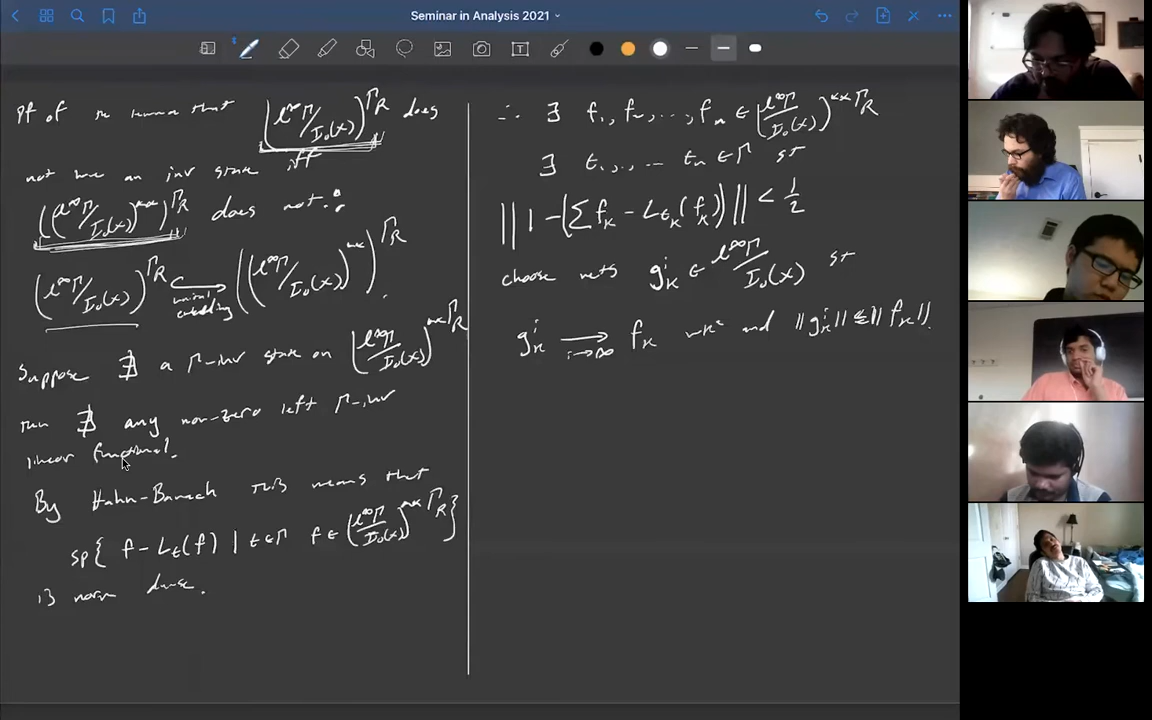 Seminar in Analysis 2021
Pf of the lemma that (ℓ^∞Γ/I_0(X))^{Γ_R} does
not have an inv state iff
((ℓ^∞Γ/I_0(X))^{**})^{Γ_R} does not:
(ℓ^∞Γ/I_0(X))^{Γ_R} ↪ ((ℓ^∞Γ/I_0(X))^{**})^{Γ_R}.
embedding
Suppose ∄ a Γ-inv state on (ℓ^∞Γ/I_0(X))^{**Γ_R}
then ∄ any non-zero left Γ-inv
linear functional.
By Hahn-Banach this means that
sp{ f - L_t(f) | t ∈ Γ f ∈ (ℓ^∞Γ/I_0(X))^{**Γ_R} }
is norm dense.
∴ ∃ f_1, f_2, ..., f_n ∈ (ℓ^∞Γ/I_0(X))^{**Γ_R}
∃ t_1, ... t_n ∈ Γ st
|| 1 - (∑ f_k - L_{t_k}(f_k)) || < 1/2
choose nets g_k^i ∈ ℓ^∞Γ/I_0(X) st
g_k^i →_{i→∞} f_k wk* and ||g_k^i|| ≤ ||f_k||.